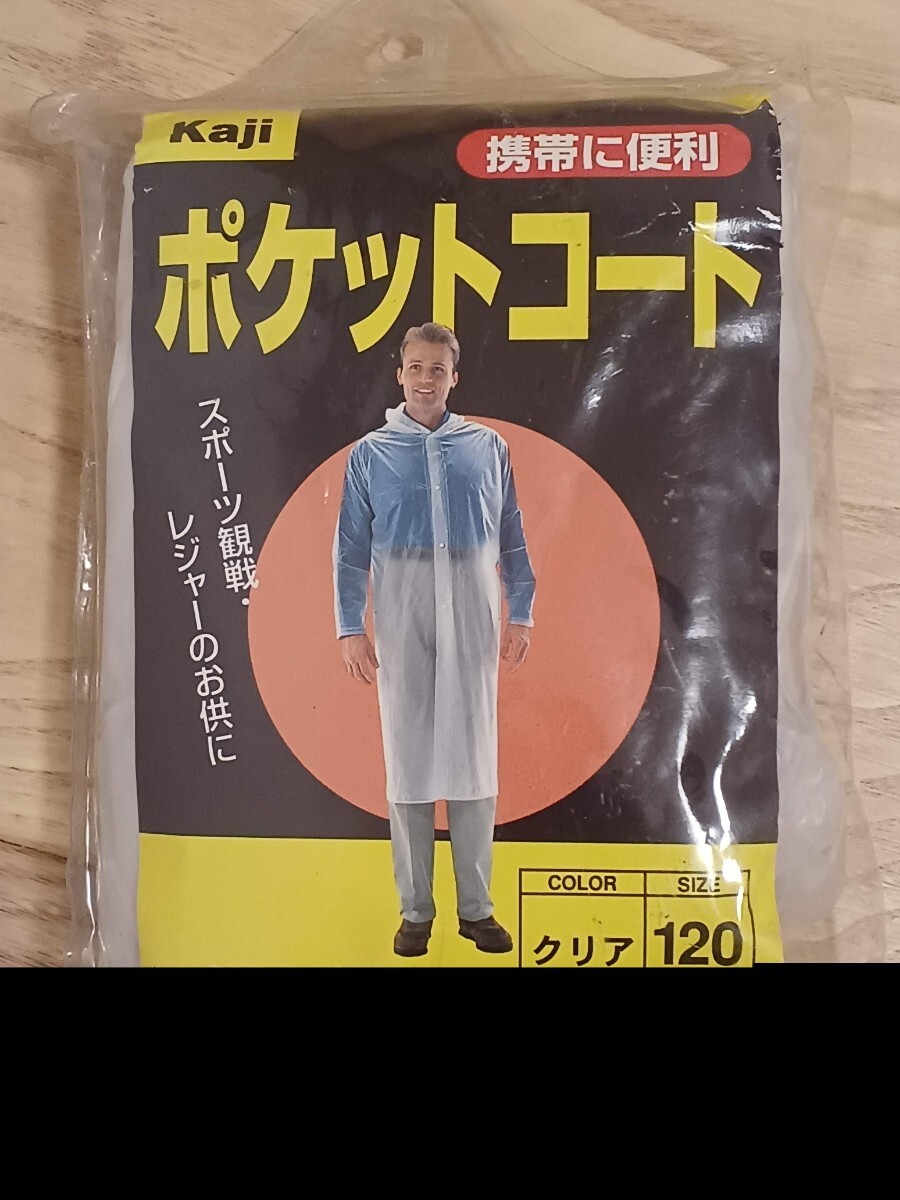 Kaji
携帯に便利
ポケットコート
スポーツ観戦・
レジャーのお供に
COLOR SIZE
クリア 120